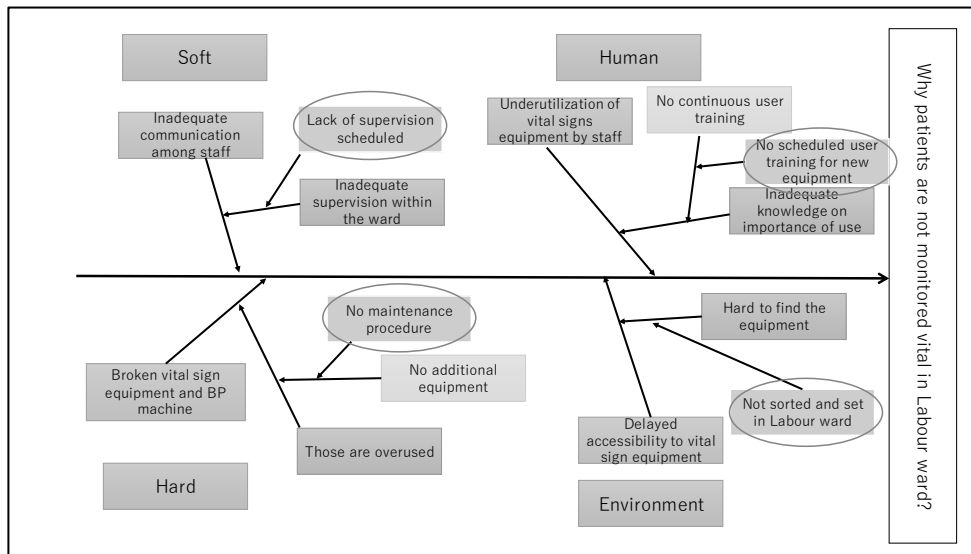 Soft
Human
Inadequate
communication
among staff
Lack of supervision
scheduled
Inadequate
supervision within
the ward
Underutilization of
vital signs
equipment by staff
No continuous user
training
No scheduled user
training for new
equipment
Inadequate
knowledge on
importance of use
Why patients are not monitored vital in Labour ward?
No maintenance
procedure
Broken vital sign
equipment and BP
machine
No additional
equipment
Those are overused
Hard
Hard to find the
equipment
Not sorted and set
in Labour ward
Delayed
accessibility to vital
sign equipment
Environment